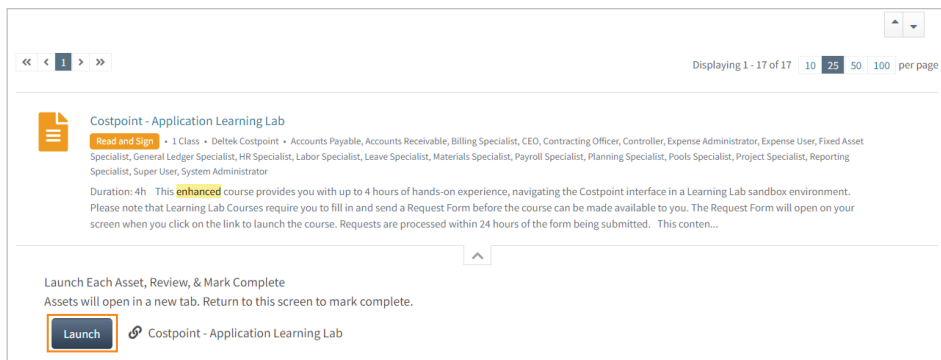 « < 1 > »
Displaying 1 - 17 of 17 10 25 50 100 per page
Costpoint - Application Learning Lab
Read and Sign • 1 Class • Deltek Costpoint • Accounts Payable, Accounts Receivable, Billing Specialist, CEO, Contracting Officer, Controller, Expense Administrator, Expense User, Fixed Asset
Specialist, General Ledger Specialist, HR Specialist, Labor Specialist, Leave Specialist, Materials Specialist, Payroll Specialist, Planning Specialist, Pools Specialist, Project Specialist, Reporting
Specialist, Super User, System Administrator
Duration: 4h This enhanced course provides you with up to 4 hours of hands-on experience, navigating the Costpoint interface in a Learning Lab sandbox environment.
Please note that Learning Lab Courses require you to fill in and send a Request Form before the course can be made available to you. The Request Form will open on your
screen when you click on the link to launch the course. Requests are processed within 24 hours of the form being submitted. This conten...
Launch Each Asset, Review, & Mark Complete
Assets will open in a new tab. Return to this screen to mark complete.
Launch Costpoint - Application Learning Lab